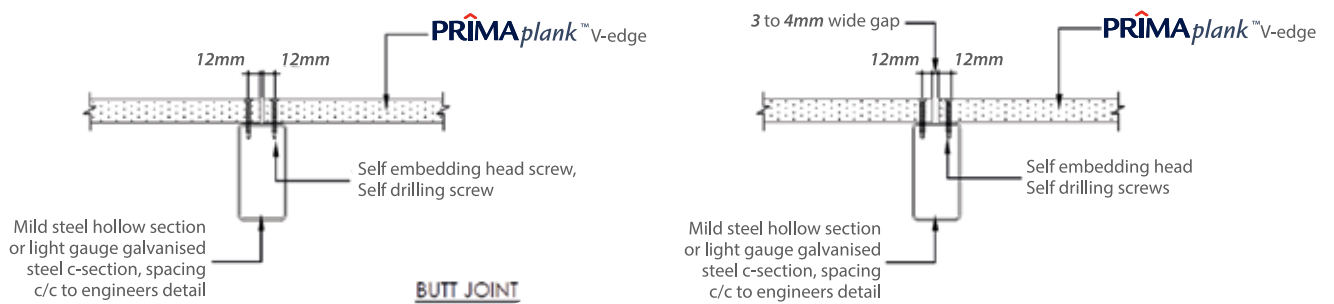 PRÎMAplank™ V-edge
12mm 12mm
Self embedding head screw,
Self drilling screw
Mild steel hollow section
or light gauge galvanised
steel c-section, spacing
c/c to engineers detail
BUTT JOINT
3 to 4mm wide gap
PRÎMAplank™ V-edge
12mm 12mm
Self embedding head
Self drilling screws
Mild steel hollow section
or light gauge galvanised
steel c-section, spacing
c/c to engineers detail